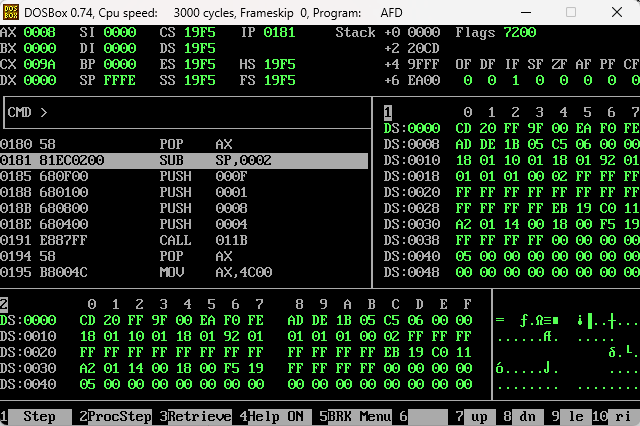 DOSBox 0.74, Cpu speed: 3000 cycles, Frameskip 0, Program: AFD
AX 0008 SI 0000 CS 19F5 IP 0181 Stack +0 0000 Flags 7200
BX 0000 DI 0000 DS 19F5 +2 20CD
CX 009A BP 0000 ES 19F5 HS 19F5 +4 9FFF OF DF IF SF ZF AF PF CF
DX 0000 SP FFFE SS 19F5 FS 19F5 +6 EA00 0 0 1 0 0 0 0 0
CMD >
0180 58 POP AX
0181 81EC0200 SUB SP,0002
0185 680F00 PUSH 000F
0188 680100 PUSH 0001
018B 680800 PUSH 0008
018E 680400 PUSH 0004
0191 E887FF CALL 011B
0194 58 POP AX
0195 B8004C MOV AX,4C00
1 0 1 2 3 4 5 6 7
DS:0000 CD 20 FF 9F 00 EA F0 FE
DS:0008 AD DE 1B 05 C5 06 00 00
DS:0010 18 01 10 01 18 01 92 01
DS:0018 01 01 01 00 02 FF FF FF
DS:0020 FF FF FF FF FF FF FF FF
DS:0028 FF FF FF FF EB 19 C0 11
DS:0030 A2 01 14 00 18 00 F5 19
DS:0038 FF FF FF FF 00 00 00 00
DS:0040 05 00 00 00 00 00 00 00
DS:0048 00 00 00 00 00 00 00 00
2 0 1 2 3 4 5 6 7 8 9 A B C D E F
DS:0000 CD 20 FF 9F 00 EA F0 FE AD DE 1B 05 C5 06 00 00 = ƒ.Ω≡■ ¡▐..┼..
DS:0010 18 01 10 01 18 01 92 01 01 01 01 00 02 FF FF FF ......Æ. .....
DS:0020 FF FF FF FF FF FF FF FF FF FF FF FF EB 19 C0 11 δ.└.
DS:0030 A2 01 14 00 18 00 F5 19 FF FF FF FF 00 00 00 00 ó.....⌡. ....
DS:0040 05 00 00 00 00 00 00 00 00 00 00 00 00 00 00 00 ........ ........
1 Step 2ProcStep 3Retrieve 4Help ON 5BRK Menu 6 7 up 8 dn 9 le 10 ri